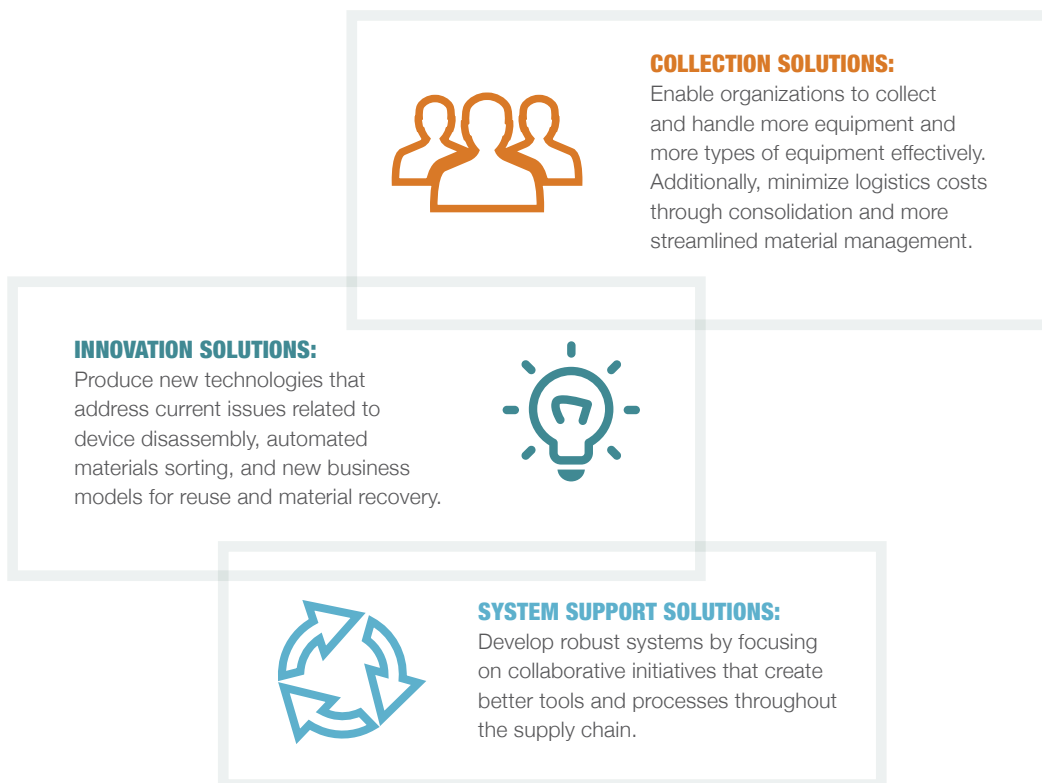 COLLECTION SOLUTIONS:
Enable organizations to collect
and handle more equipment and
more types of equipment effectively.
Additionally, minimize logistics costs
through consolidation and more
streamlined material management.
INNOVATION SOLUTIONS:
Produce new technologies that
address current issues related to
device disassembly, automated
materials sorting, and new business
models for reuse and material recovery.
SYSTEM SUPPORT SOLUTIONS:
Develop robust systems by focusing
on collaborative initiatives that create
better tools and processes throughout
the supply chain.